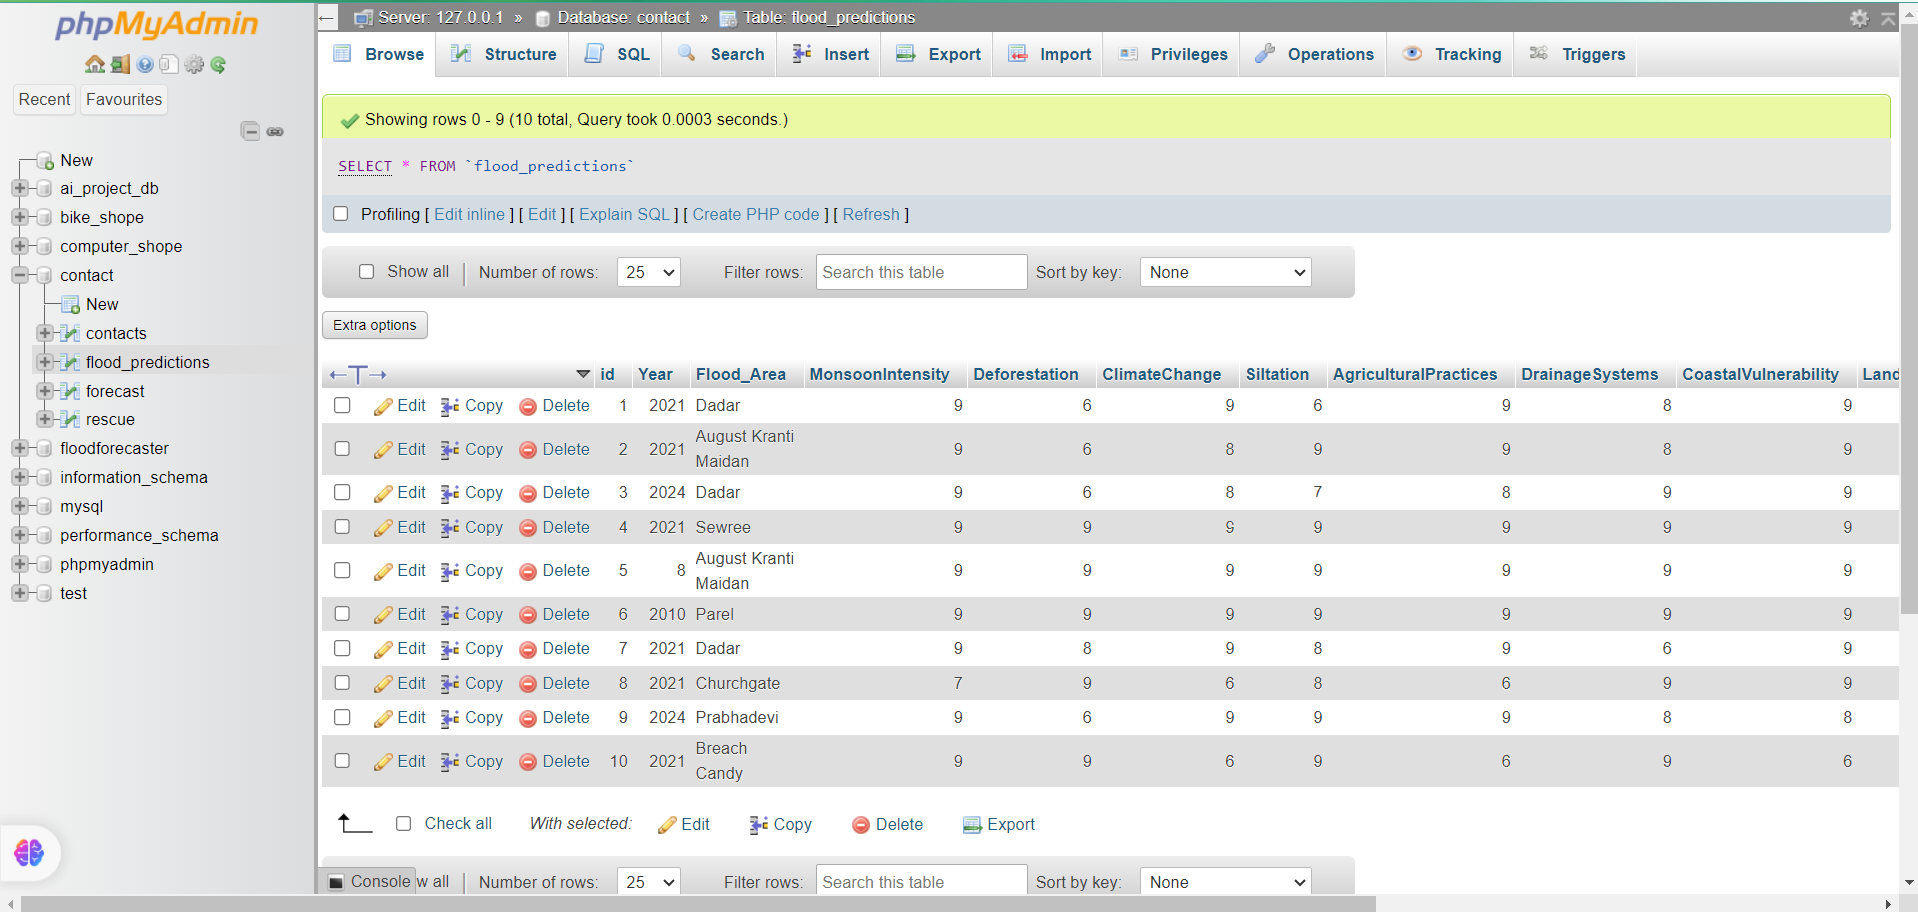 phpMyAdmin
Recent Favourites
New
ai_project_db
bike_shope
computer_shope
contact
New
contacts
flood_predictions
forecast
rescue
floodforecaster
information_schema
mysql
performance_schema
phpmyadmin
test
Server: 127.0.0.1 » Database: contact » Table: flood_predictions
Browse Structure SQL Search Insert Export Import Privileges Operations Tracking Triggers
Showing rows 0 - 9 (10 total, Query took 0.0003 seconds.)
SELECT * FROM `flood_predictions`
Profiling [ Edit inline ] [ Edit ] [ Explain SQL ] [ Create PHP code ] [ Refresh ]
Show all | Number of rows: 25 Filter rows: Search this table Sort by key: None
Extra options
id Year Flood_Area MonsoonIntensity Deforestation ClimateChange Siltation AgriculturalPractices DrainageSystems CoastalVulnerability Land
Edit Copy Delete 1 2021 Dadar 9 6 9 6 9 8 9
Edit Copy Delete 2 2021 August Kranti Maidan 9 6 8 9 9 8 9
Edit Copy Delete 3 2024 Dadar 9 6 8 7 8 9 9
Edit Copy Delete 4 2021 Sewree 9 9 9 9 9 9 9
Edit Copy Delete 5 8 August Kranti Maidan 9 9 9 9 9 9 9
Edit Copy Delete 6 2010 Parel 9 9 9 9 9 9 9
Edit Copy Delete 7 2021 Dadar 9 8 9 8 9 6 9
Edit Copy Delete 8 2021 Churchgate 7 9 6 8 6 9 9
Edit Copy Delete 9 2024 Prabhadevi 9 6 9 9 9 8 8
Edit Copy Delete 10 2021 Breach Candy 9 9 6 9 6 9 6
Check all With selected: Edit Copy Delete Export
Console w all | Number of rows: 25 Filter rows: Search this table Sort by key: None